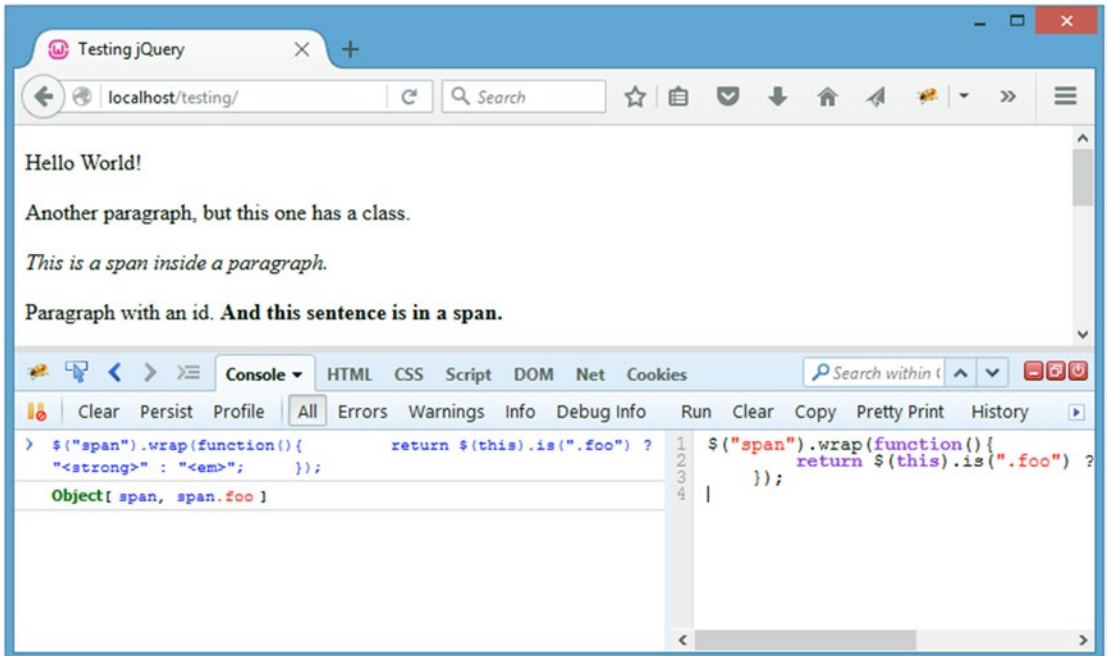 Testing jQuery
localhost/testing/
Search
Hello World!
Another paragraph, but this one has a class.
This is a span inside a paragraph.
Paragraph with an id. And this sentence is in a span.
Console HTML CSS Script DOM Net Cookies
Search within (
Clear Persist Profile All Errors Warnings Info Debug Info
Run Clear Copy Pretty Print History
$("span").wrap(function(){ return $(this).is(".foo") ?
"<strong>" : "<em>"; });
Object[ span, span.foo ]
1 $("span").wrap(function(){
2 return $(this).is(".foo") ?
3 });
4